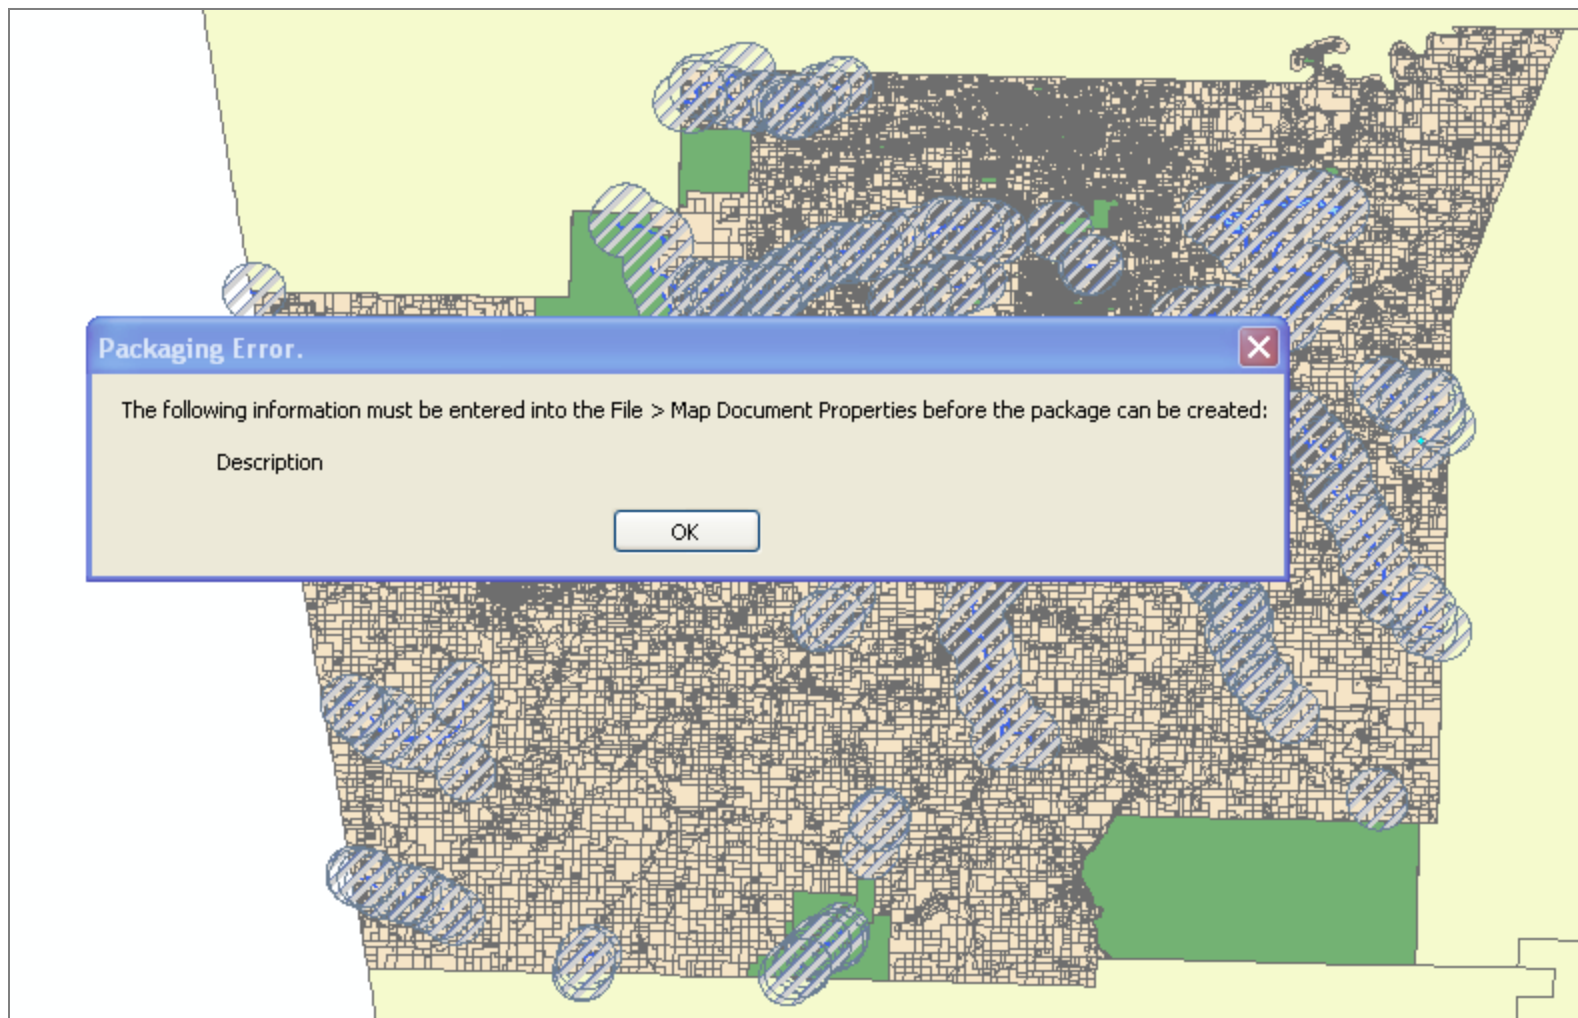 Packaging Error.
The following information must be entered into the File > Map Document Properties before the package can be created:
Description
OK